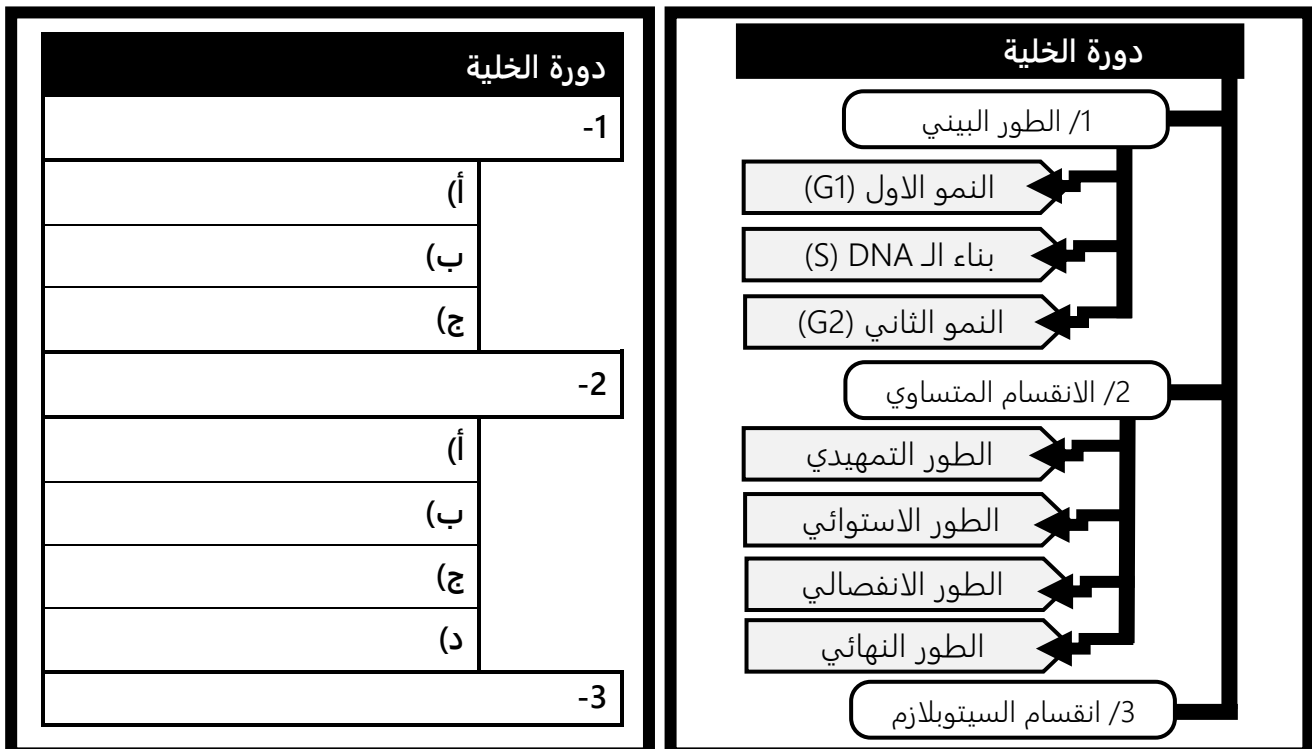 دورة الخلية
1/ الطور البيني
النمو الاول (G1)
بناء الـ DNA (S)
النمو الثاني (G2)
2/ الانقسام المتساوي
الطور التمهيدي
الطور الاستوائي
الطور الانفصالي
الطور النهائي
3/ انقسام السيتوبلازم
دورة الخلية
1-
أ)
ب)
ج)
2-
أ)
ب)
ج)
د)
3-